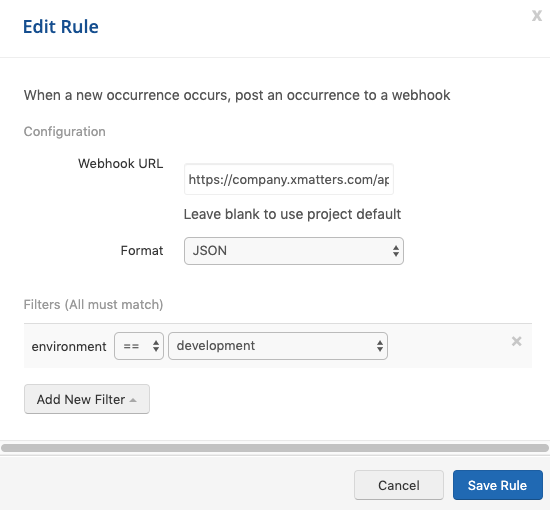 X
Edit Rule
When a new occurrence occurs, post an occurrence to a webhook
Configuration
Webhook URL
https://company.xmatters.com/ap
Leave blank to use project default
Format
JSON
Filters (All must match)
environment == development ×
Add New Filter
Cancel Save Rule